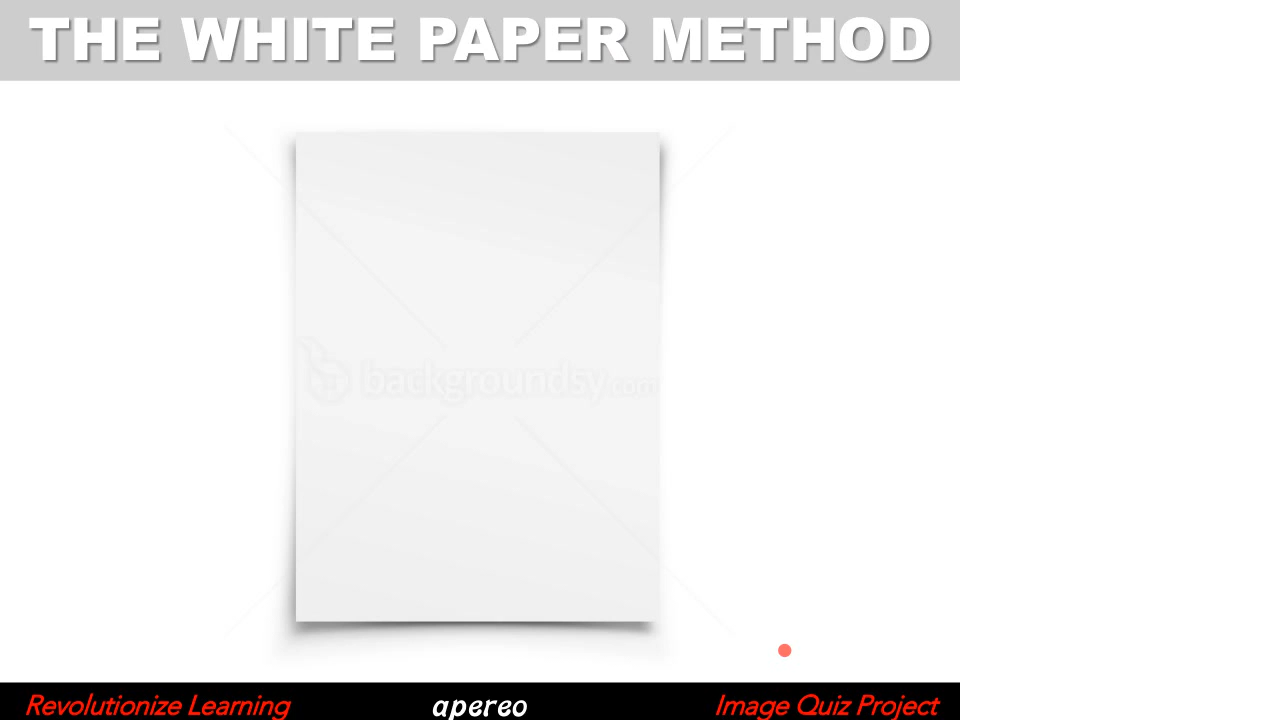 THE WHITE PAPER METHOD
backgroundsy.com
Revolutionize Learning
apereo
Image Quiz Project